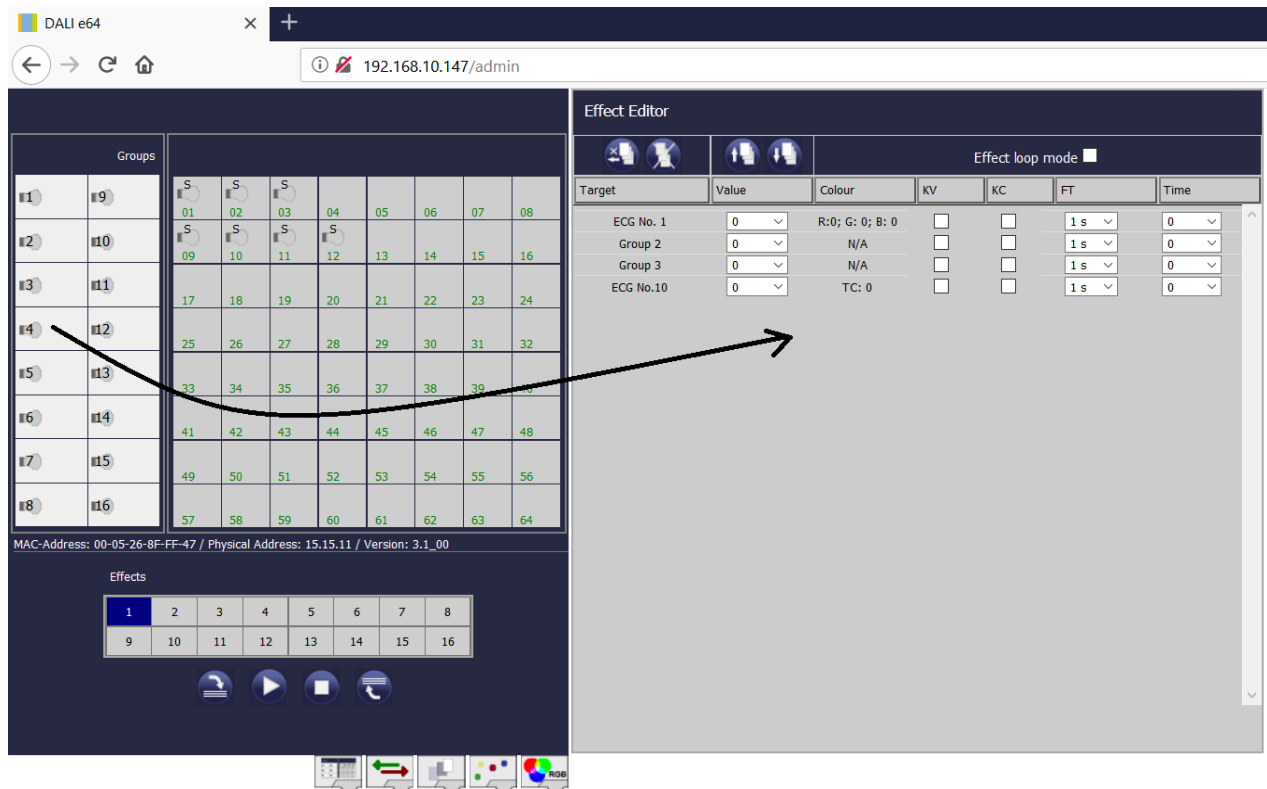 DALI e64
192.168.10.147/admin
Effect Editor
Groups
Effect loop mode
Target Value Colour KV KC FT Time
1 9
2 10
3 11
4 12
5 13
6 14
7 15
8 16
S S S
01 02 03 04 05 06 07 08
S S S S
09 10 11 12 13 14 15 16
17 18 19 20 21 22 23 24
25 26 27 28 29 30 31 32
33 34 35 36 37 38 39
41 42 43 44 45 46 47 48
49 50 51 52 53 54 55 56
57 58 59 60 61 62 63 64
ECG No. 1 0 R:0; G: 0; B: 0 1 s 0
Group 2 0 N/A 1 s 0
Group 3 0 N/A 1 s 0
ECG No.10 0 TC: 0 1 s 0
MAC-Address: 00-05-26-8F-FF-47 / Physical Address: 15.15.11 / Version: 3.1_00
Effects
1 2 3 4 5 6 7 8
9 10 11 12 13 14 15 16
RGB